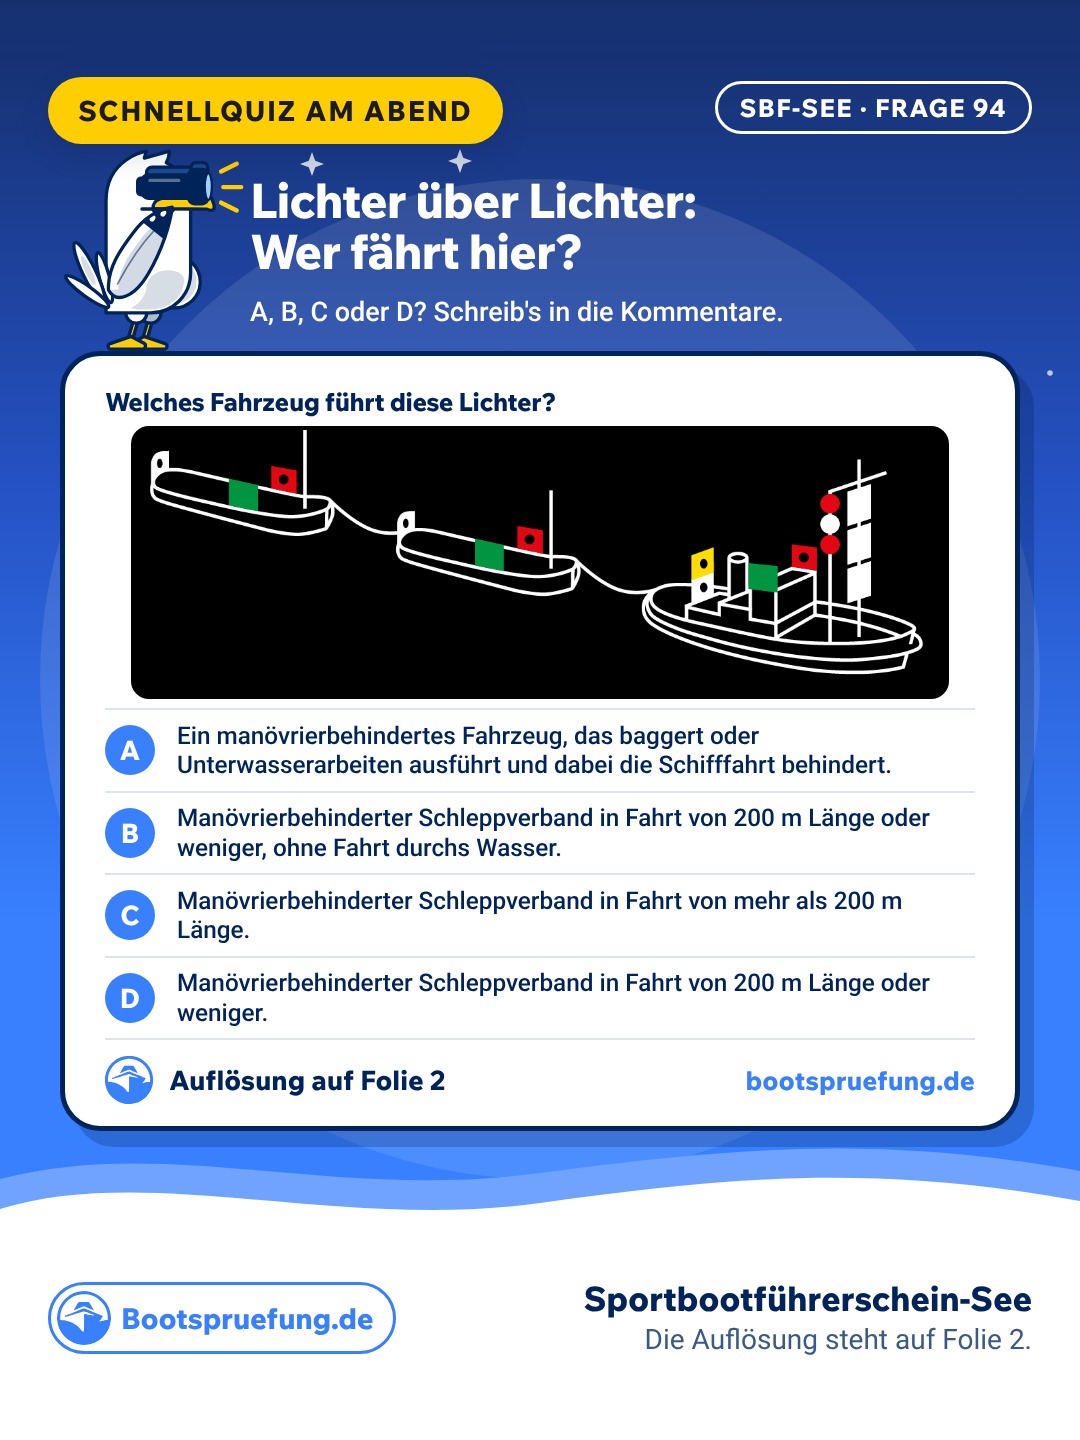 SCHNELLQUIZ AM ABEND
SBF-SEE · FRAGE 94
Lichter über Lichter:
Wer fährt hier?
A, B, C oder D? Schreib's in die Kommentare.
Welches Fahrzeug führt diese Lichter?
A
Ein manövrierbehindertes Fahrzeug, das baggert oder
Unterwasserarbeiten ausführt und dabei die Schifffahrt behindert.
B
Manövrierbehinderter Schleppverband in Fahrt von 200 m Länge oder
weniger, ohne Fahrt durchs Wasser.
C
Manövrierbehinderter Schleppverband in Fahrt von mehr als 200 m
Länge.
D
Manövrierbehinderter Schleppverband in Fahrt von 200 m Länge oder
weniger.
Auflösung auf Folie 2
bootspruefung.de
Bootspruefung.de
Sportbootführerschein-See
Die Auflösung steht auf Folie 2.